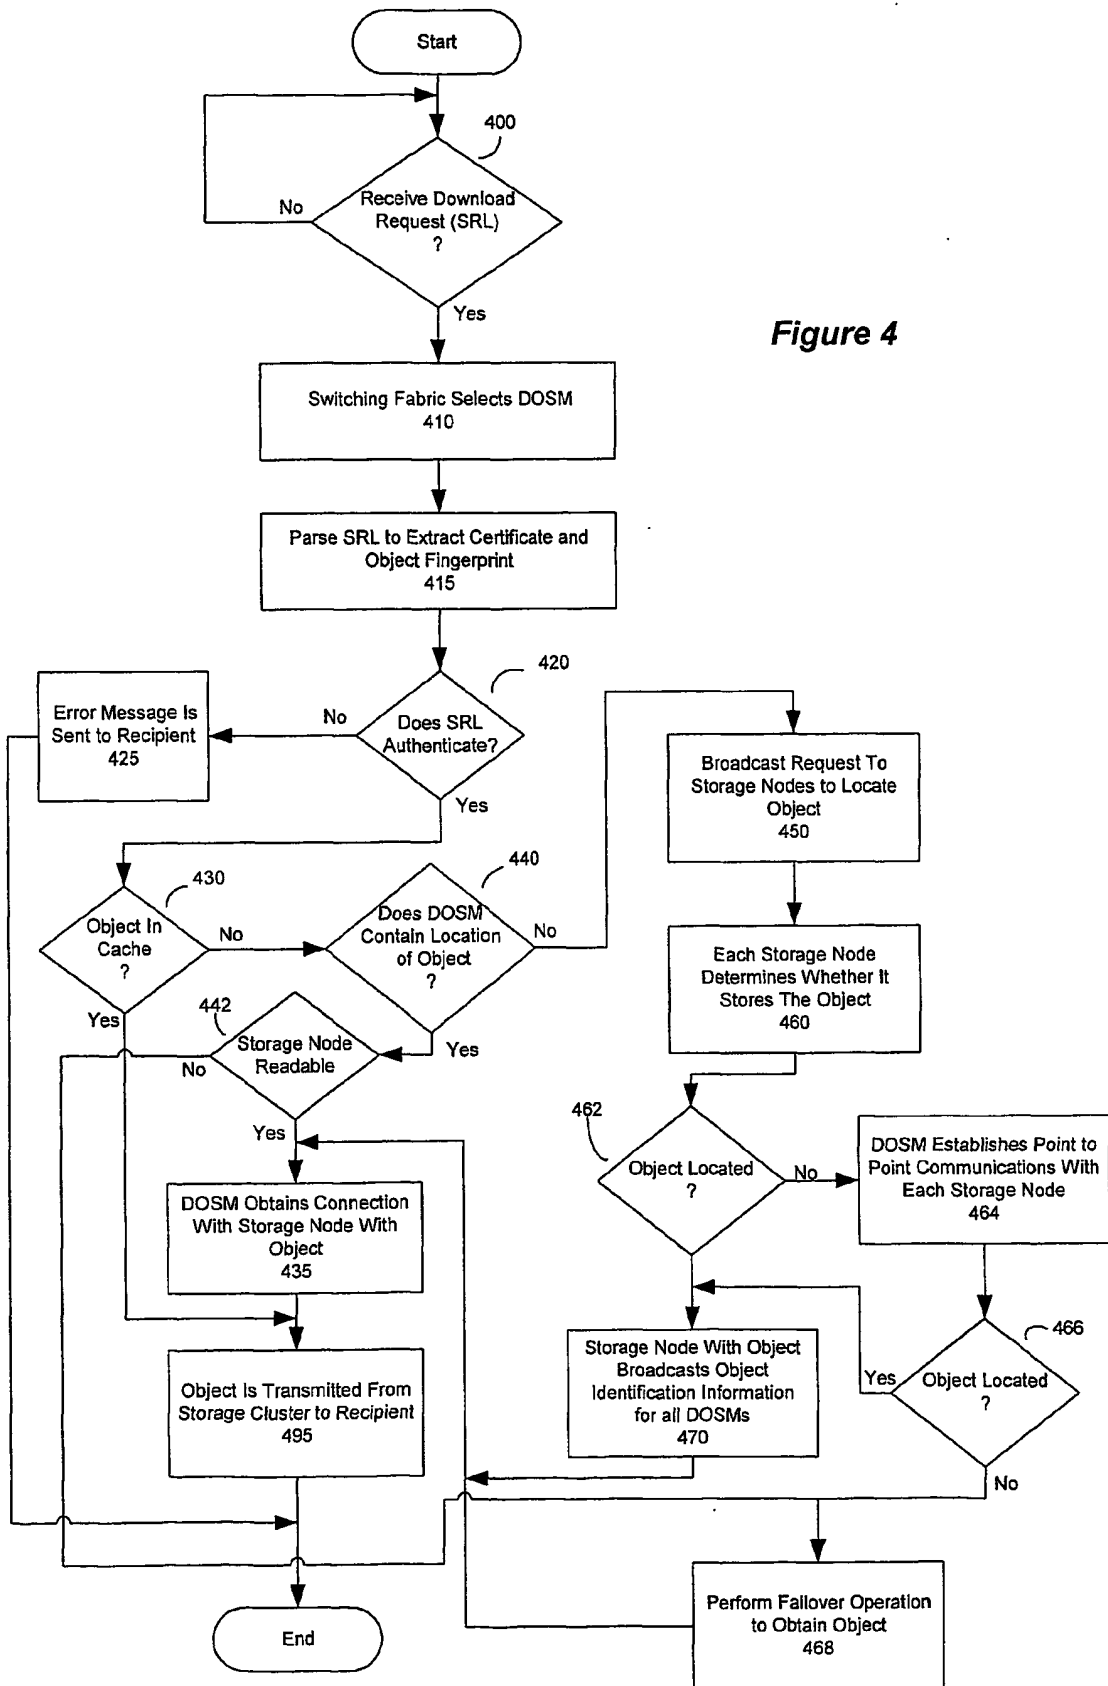 Start
400
Receive Download
Request (SRL)
?
No
Yes
Figure 4
Switching Fabric Selects DOSM
410
Parse SRL to Extract Certificate and
Object Fingerprint
415
420
Error Message Is
Sent to Recipient
425
No
Does SRL
Authenticate?
Yes
Broadcast Request To
Storage Nodes to Locate
Object
450
430
Object In
Cache
?
No
Yes
440
Does DOSM
Contain Location
of Object
?
No
Yes
Each Storage Node
Determines Whether It
Stores The Object
460
442
Storage Node
Readable
No
Yes
462
Object Located
?
No
DOSM Establishes Point to
Point Communications With
Each Storage Node
464
DOSM Obtains Connection
With Storage Node With
Object
435
466
Object Located
?
Yes
No
Storage Node With Object
Broadcasts Object
Identification Information
for all DOSMs
470
Object Is Transmitted From
Storage Cluster to Recipient
495
Perform Failover Operation
to Obtain Object
468
End